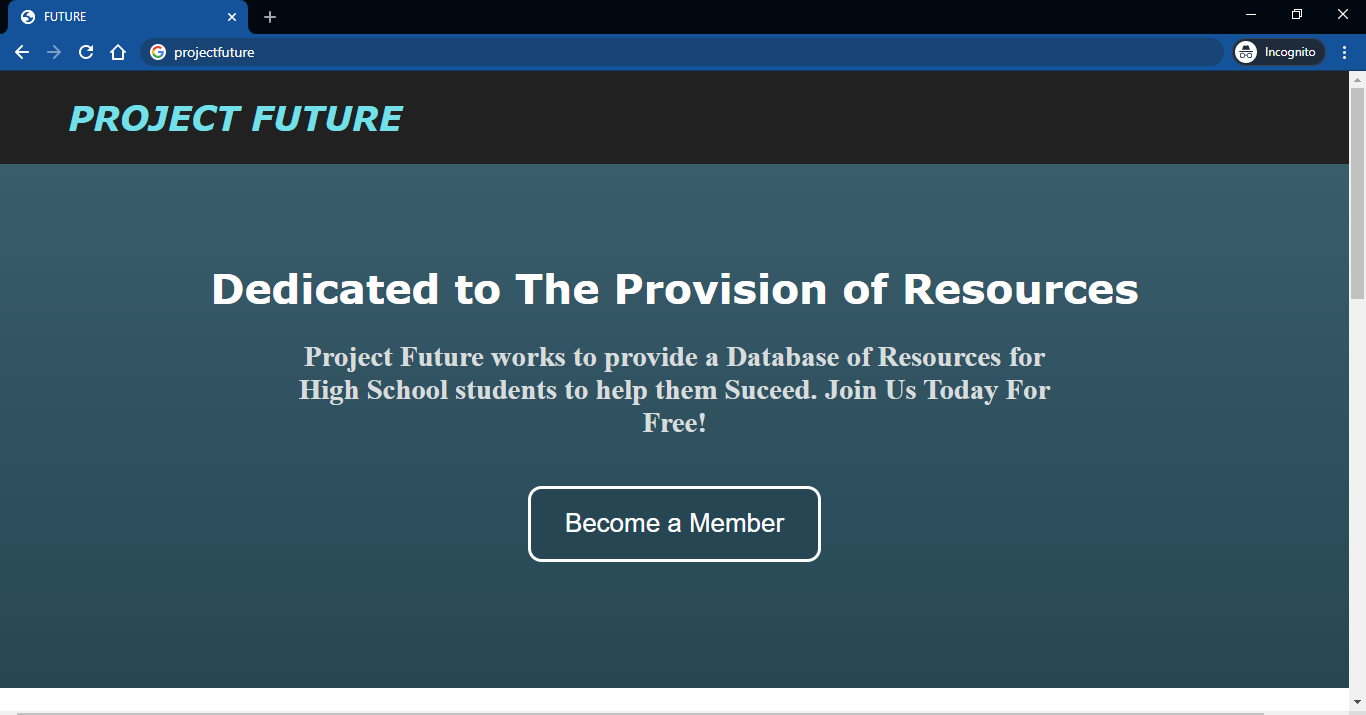 FUTURE
projectfuture
Incognito
PROJECT FUTURE
Dedicated to The Provision of Resources
Project Future works to provide a Database of Resources for
High School students to help them Suceed. Join Us Today For
Free!
Become a Member